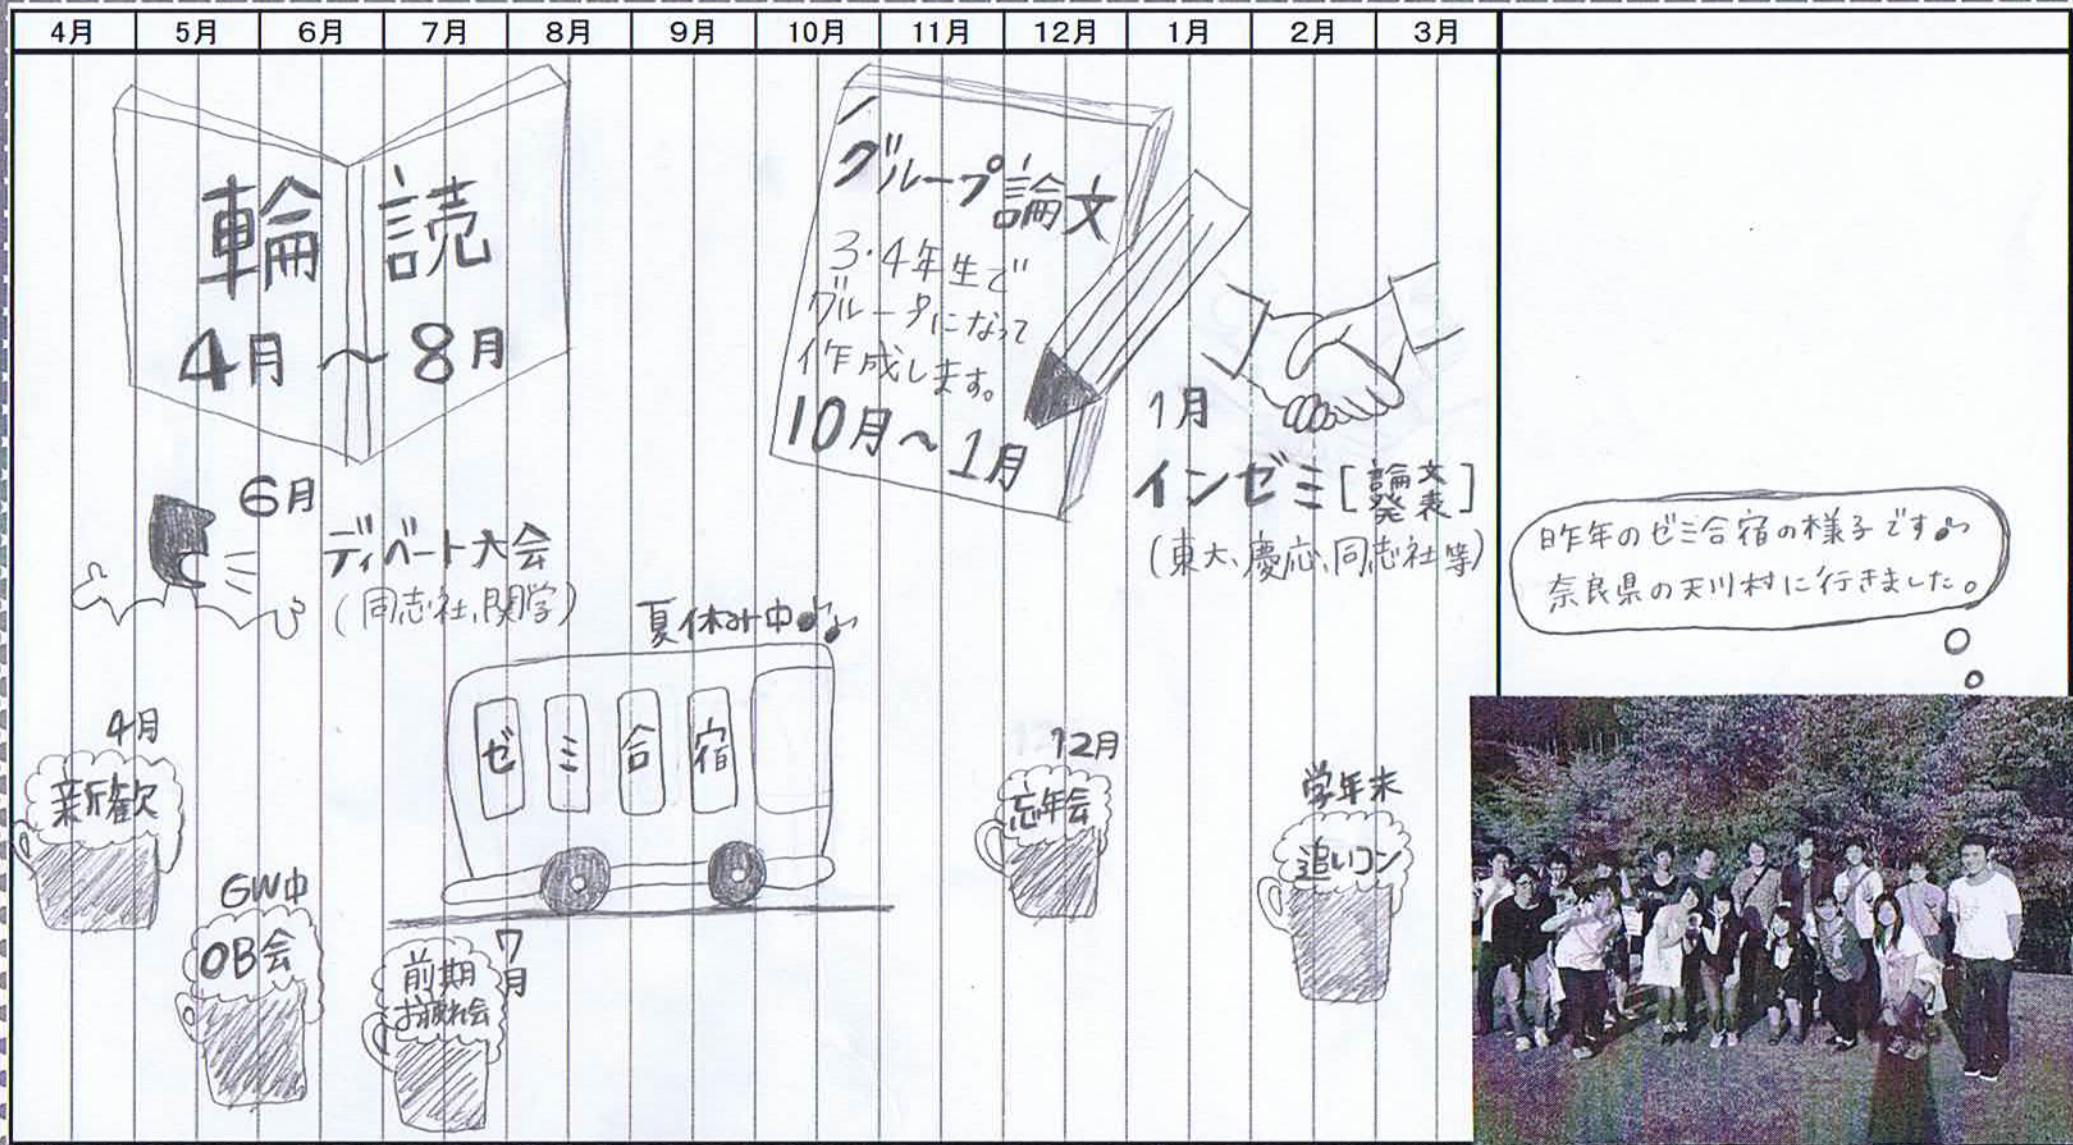 4月 5月 6月 7月 8月 9月 10月 11月 12月 1月 2月 3月
輪読
4月~8月
グループ論文
3・4年生で
グループになって
作成します。
10月~1月
1月
インゼミ[論文発表]
(東大、慶応、同志社等)
6月
ディベート大会
(同志社、関学)
夏休み中♪♪
ゼミ合宿
4月
新歓
GW中
OB会
7月
前期
お疲れ会
12月
忘年会
学年末
追いコン
昨年のゼミ合宿の様子です♪
奈良県の天川村に行きました。